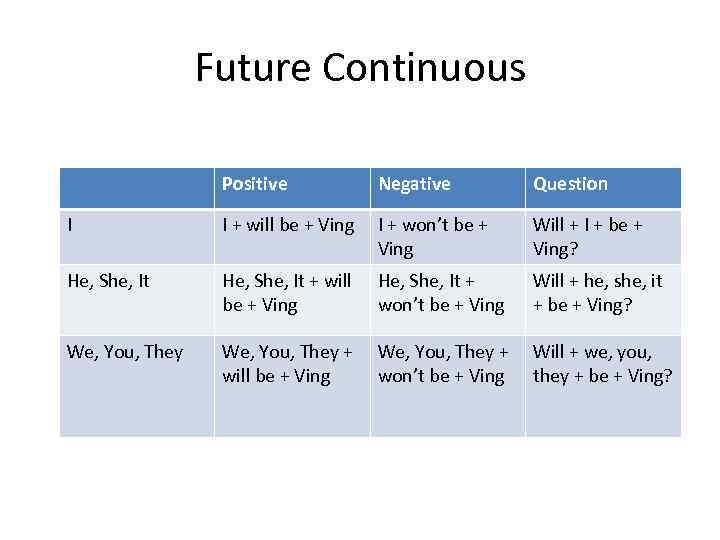 Future Continuous
Positive Negative Question
I I + will be + Ving I + won’t be + Will + I + be +
Ving Ving?
He, She, It He, She, It + will He, She, It + Will + he, she, it
be + Ving won’t be + Ving + be + Ving?
We, You, They We, You, They + We, You, They + Will + we, you,
will be + Ving won’t be + Ving they + be + Ving?